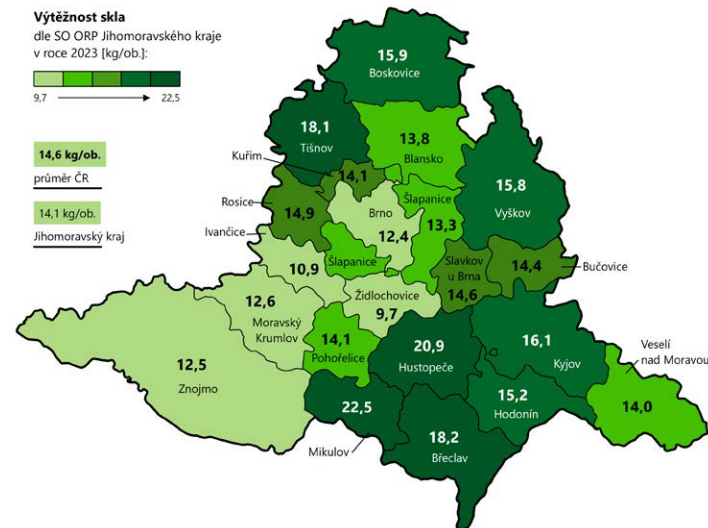 Výtěžnost skla
dle SO ORP Jihomoravského kraje
v roce 2023 [kg/ob.]:
9,7
22,5
14,6 kg/ob.
průměr ČR
14,1 kg/ob.
Jihomoravský kraj
15,9
Boskovice
18,1
Tišnov
13,8
Blansko
Kuřim
14,1
15,8
Vyškov
Rosice
14,9
Brno
12,4
Šlapanice
13,3
Ivančice
10,9
Šlapanice
Slavkov
u Brna
14,6
14,4
Bučovice
12,6
Moravský
Krumlov
Židlochovice
9,7
12,5
Znojmo
14,1
Pohořelice
20,9
Hustopeče
16,1
Kyjov
Veselí
nad Moravou
14,0
15,2
Hodonín
22,5
Mikulov
18,2
Břeclav